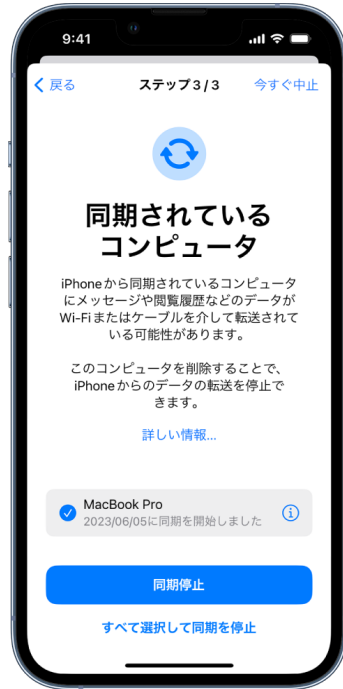 9:41
戻る ステップ3/3 今すぐ中止
同期されている
コンピュータ
iPhoneから同期されているコンピュータ
にメッセージや閲覧履歴などのデータが
Wi-Fiまたはケーブルを介して転送されて
いる可能性があります。
このコンピュータを削除することで、
iPhoneからのデータの転送を停止で
きます。
詳しい情報...
MacBook Pro
2023/06/05に同期を開始しました
同期停止
すべて選択して同期を停止